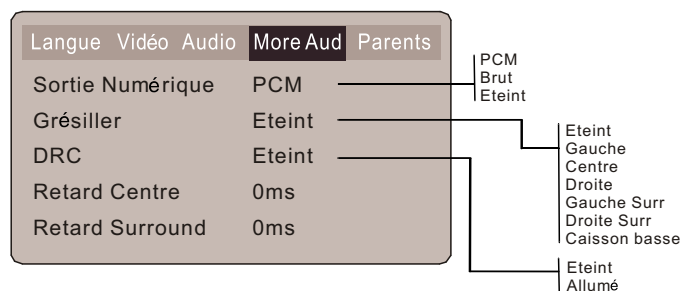 Langue Vidéo Audio More Aud Parents
Sortie Numérique PCM
Grésiller Eteint
DRC Eteint
Retard Centre 0ms
Retard Surround 0ms
PCM
Brut
Eteint
Eteint
Gauche
Centre
Droite
Gauche Surr
Droite Surr
Caisson basse
Eteint
Allumé